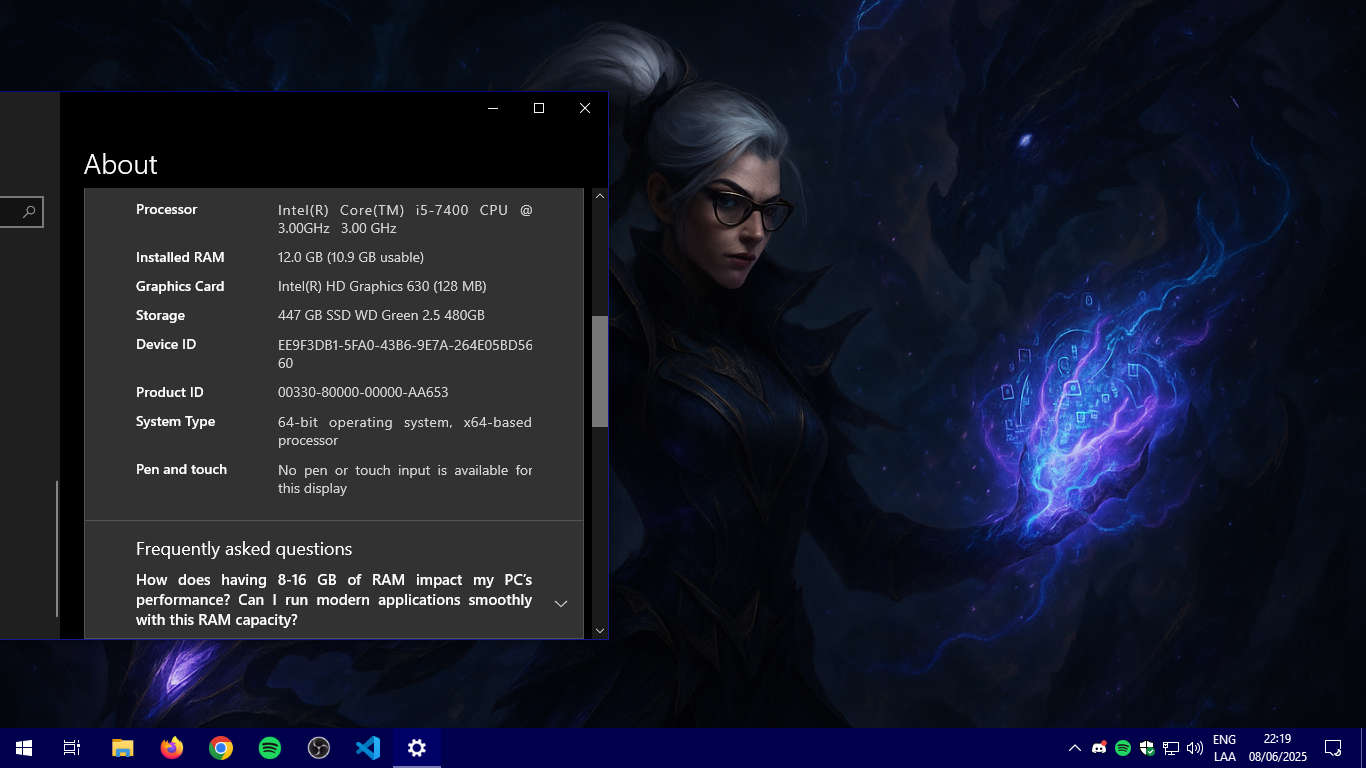 About
Processor
Intel(R) Core(TM) i5-7400 CPU @
3.00GHz 3.00 GHz
Installed RAM
12.0 GB (10.9 GB usable)
Graphics Card
Intel(R) HD Graphics 630 (128 MB)
Storage
447 GB SSD WD Green 2.5 480GB
Device ID
EE9F3DB1-5FA0-43B6-9E7A-264E05BD56
60
Product ID
00330-80000-00000-AA653
System Type
64-bit operating system, x64-based
processor
Pen and touch
No pen or touch input is available for
this display
Frequently asked questions
How does having 8-16 GB of RAM impact my PC's
performance? Can I run modern applications smoothly
with this RAM capacity?
ENG
LAA
22:19
08/06/2025